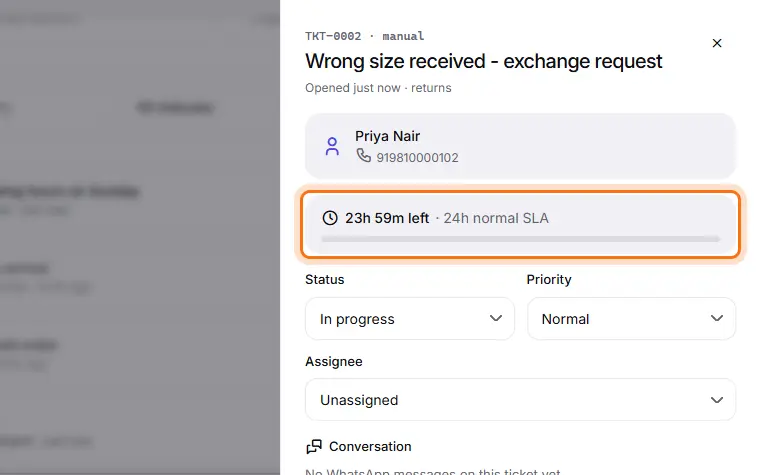 TKT-0002 · manual
Wrong size received - exchange request
Opened just now · returns
Priya Nair
919810000102
23h 59m left · 24h normal SLA
Status
Priority
In progress
Normal
Assignee
Unassigned
Conversation
No WhatsApp messages on this ticket yet